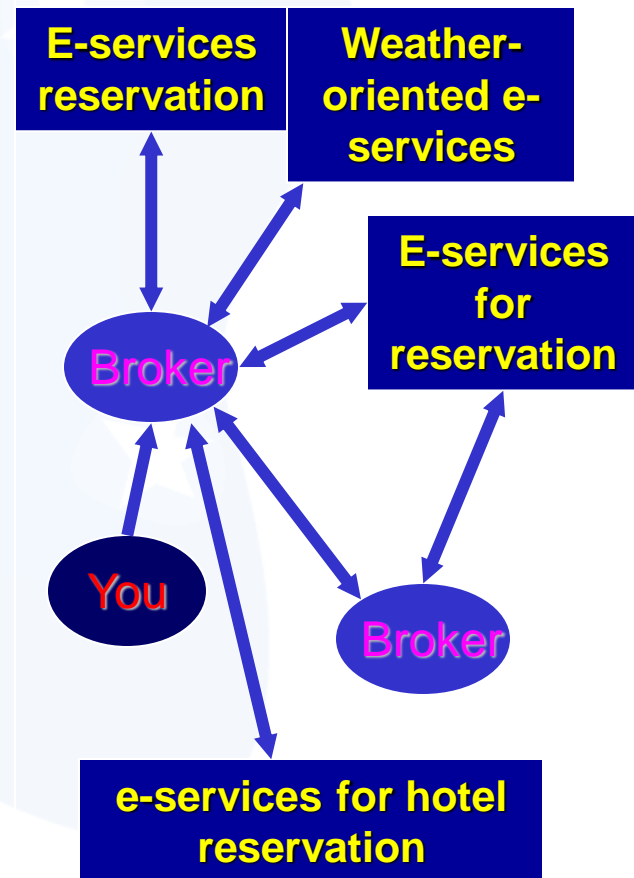 E-services
reservation
Weather-
oriented e-
services
E-services
for
reservation
Broker
You
Broker
e-services for hotel
reservation